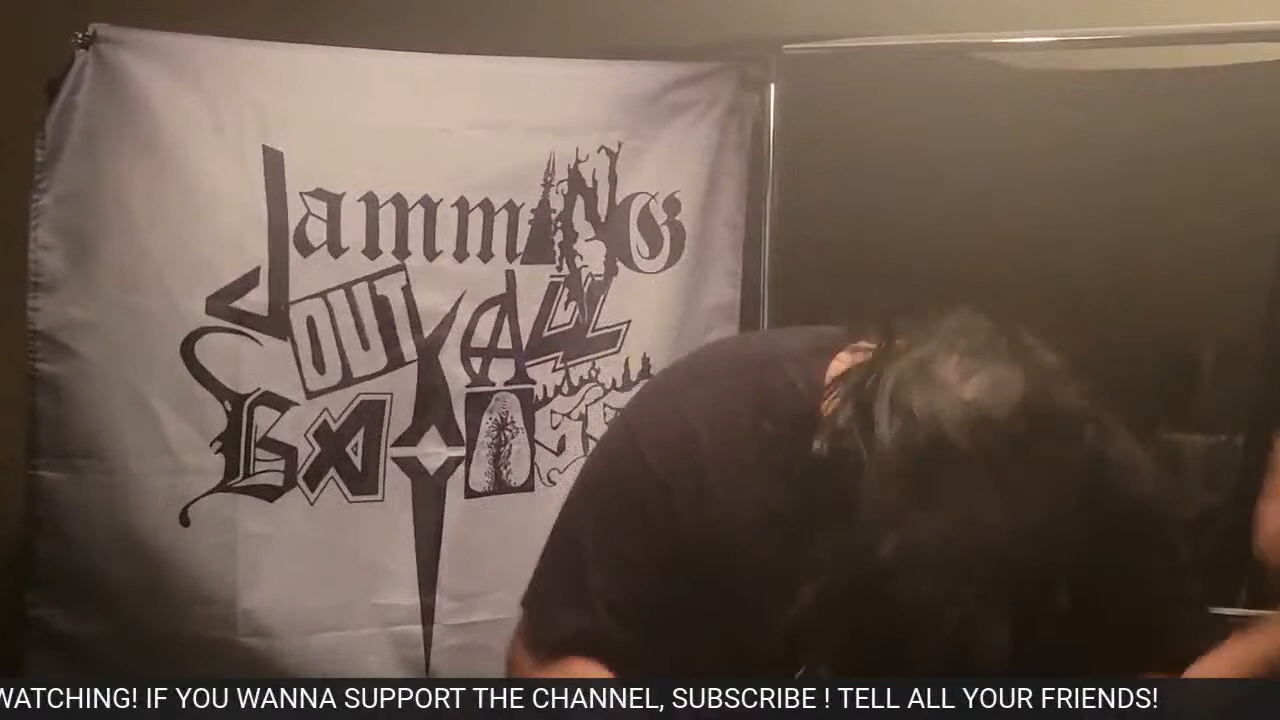 JammING
OUT ALL
WATCHING! IF YOU WANNA SUPPORT THE CHANNEL, SUBSCRIBE ! TELL ALL YOUR FRIENDS!